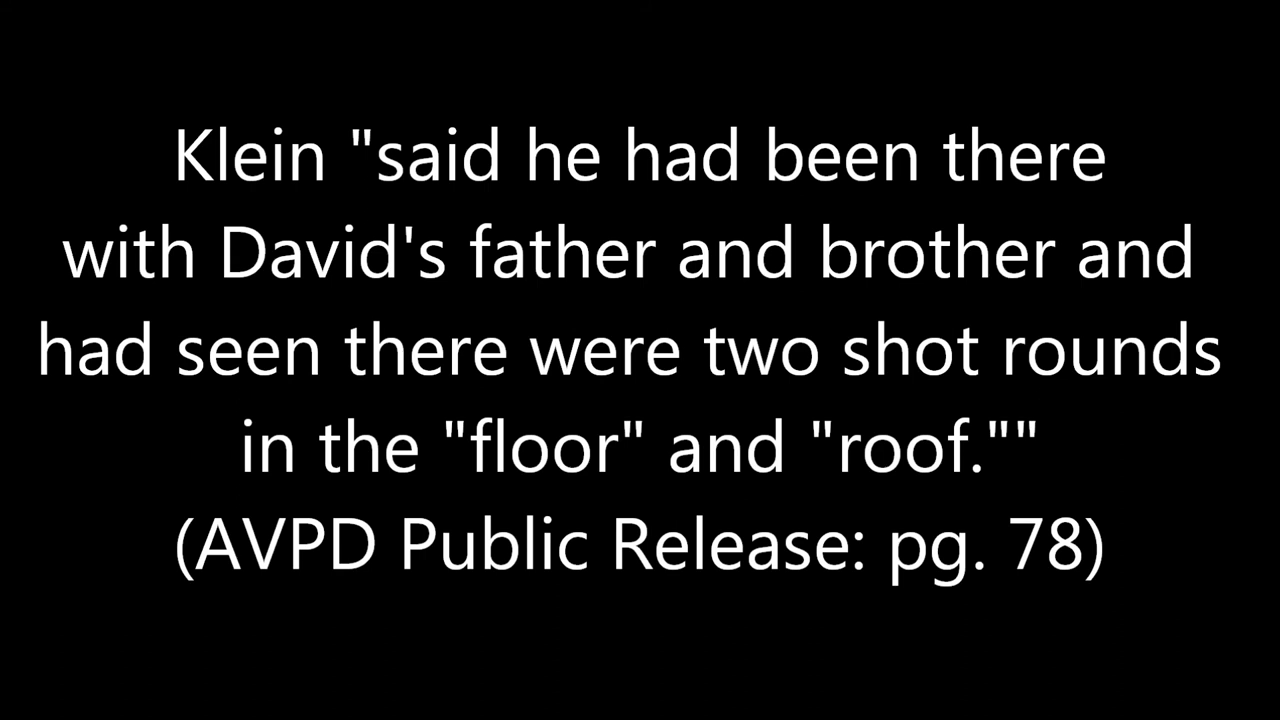 Klein "said he had been there
with David's father and brother and
had seen there were two shot rounds
in the "floor" and "roof.""
(AVPD Public Release: pg. 78)